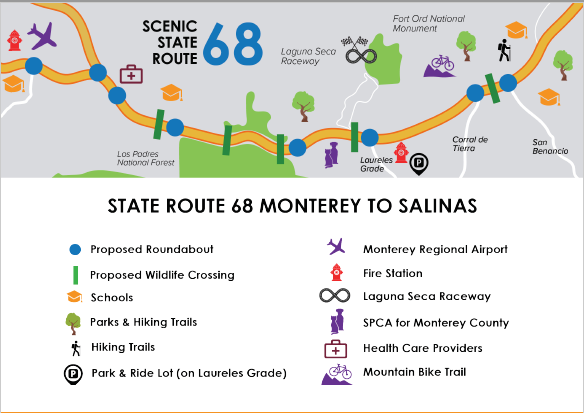 SCENIC
STATE
ROUTE 68
Fort Ord National
Monument
Laguna Seca
Raceway
Los Padres
National Forest
Laureles
Grade
P
Corral de
Tierra
San
Benancio
STATE ROUTE 68 MONTEREY TO SALINAS
Proposed Roundabout
Proposed Wildlife Crossing
Schools
Parks & Hiking Trails
Hiking Trails
P
Park & Ride Lot (on Laureles Grade)
Monterey Regional Airport
Fire Station
Laguna Seca Raceway
SPCA for Monterey County
Health Care Providers
Mountain Bike Trail